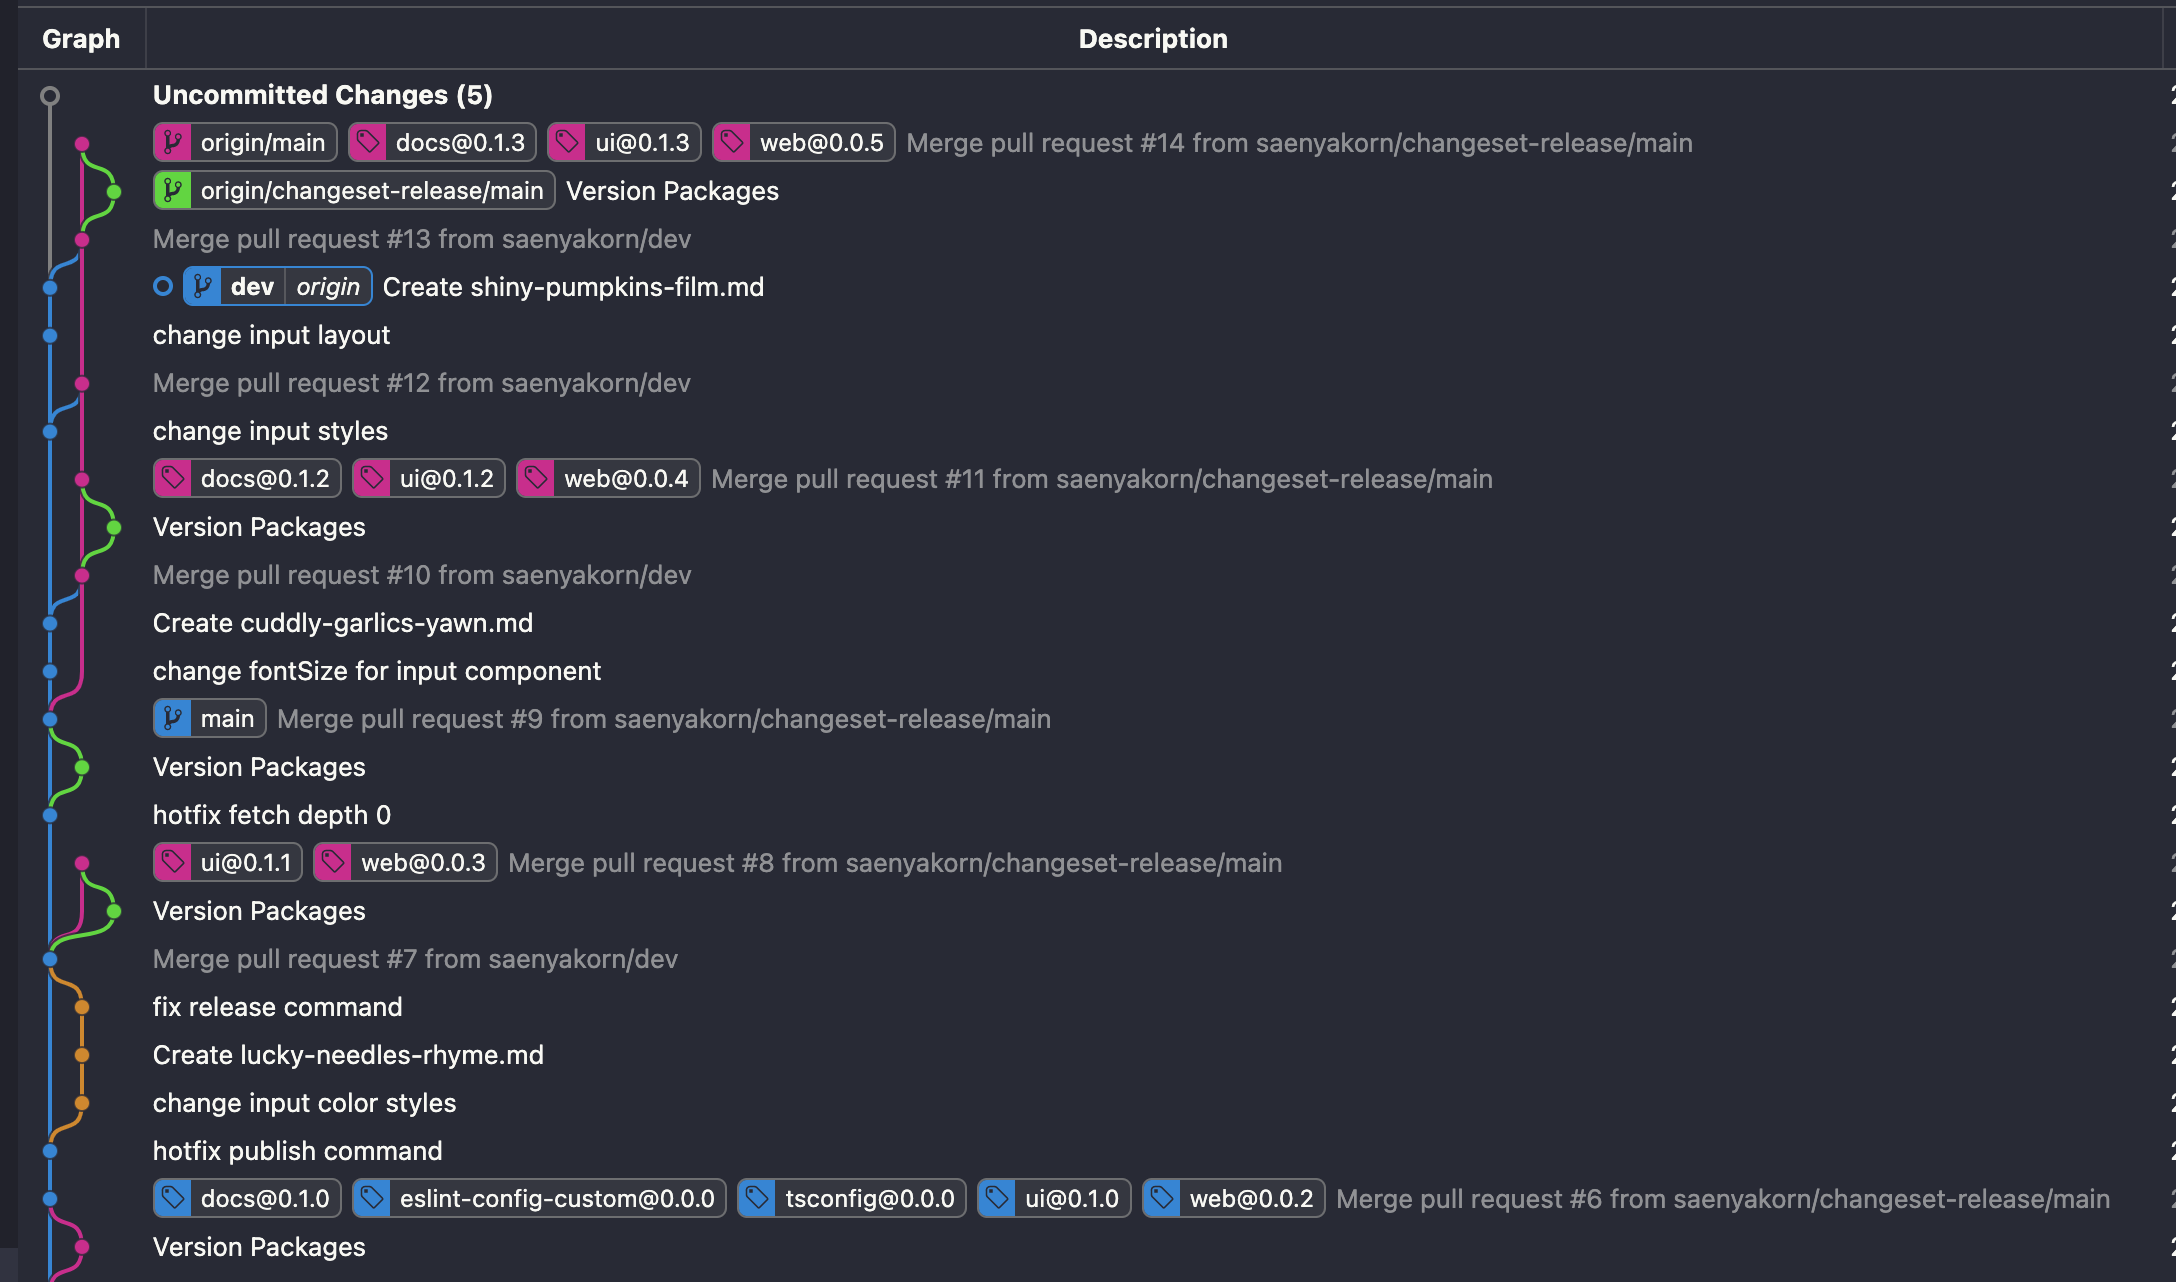 Graph Description
Uncommitted Changes (5)
origin/main docs@0.1.3 ui@0.1.3 web@0.0.5 Merge pull request #14 from saenyakorn/changeset-release/main
origin/changeset-release/main Version Packages
Merge pull request #13 from saenyakorn/dev
dev origin Create shiny-pumpkins-film.md
change input layout
Merge pull request #12 from saenyakorn/dev
change input styles
docs@0.1.2 ui@0.1.2 web@0.0.4 Merge pull request #11 from saenyakorn/changeset-release/main
Version Packages
Merge pull request #10 from saenyakorn/dev
Create cuddly-garlics-yawn.md
change fontSize for input component
main Merge pull request #9 from saenyakorn/changeset-release/main
Version Packages
hotfix fetch depth 0
ui@0.1.1 web@0.0.3 Merge pull request #8 from saenyakorn/changeset-release/main
Version Packages
Merge pull request #7 from saenyakorn/dev
fix release command
Create lucky-needles-rhyme.md
change input color styles
hotfix publish command
docs@0.1.0 eslint-config-custom@0.0.0 tsconfig@0.0.0 ui@0.1.0 web@0.0.2 Merge pull request #6 from saenyakorn/changeset-release/main
Version Packages